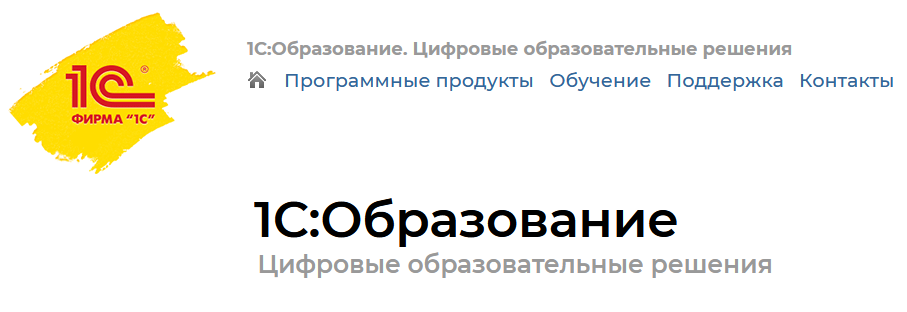 1С:Образование. Цифровые образовательные решения
Программные продукты Обучение Поддержка Контакты
1С ®
ФИРМА "1С"
1С:Образование
Цифровые образовательные решения